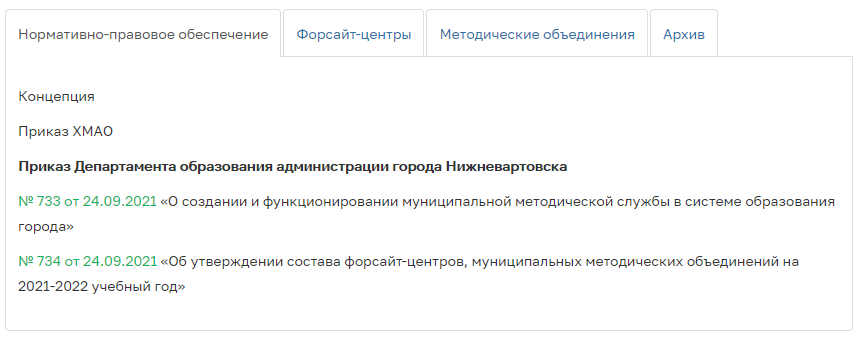 Нормативно-правовое обеспечение Форсайт-центры Методические объединения Архив
Концепция
Приказ ХМАО
Приказ Департамента образования администрации города Нижневартовска
№ 733 от 24.09.2021 «О создании и функционировании муниципальной методической службы в системе образования
города»
№ 734 от 24.09.2021 «Об утверждении состава форсайт-центров, муниципальных методических объединений на
2021-2022 учебный год»